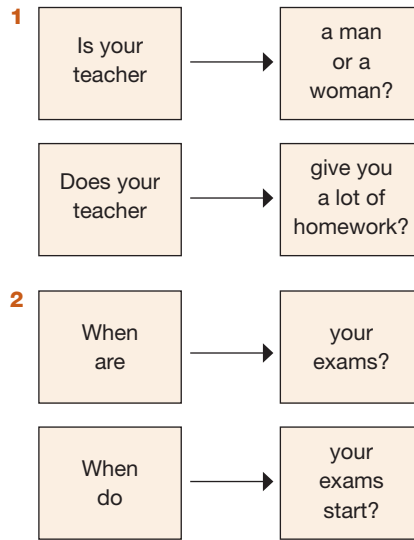 1
Is your
teacher
a man
or a
woman?
Does your
teacher
give you
a lot of
homework?
2
When
are
your
exams?
When
do
your
exams
start?